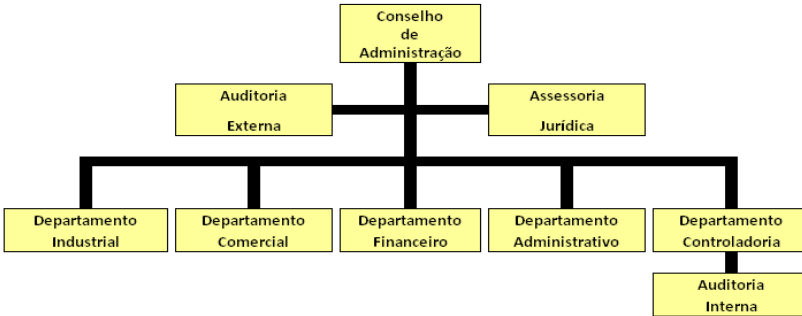 Conselho
de
Administração
Auditoria
Externa
Assessoria
Jurídica
Departamento
Industrial
Departamento
Comercial
Departamento
Financeiro
Departamento
Administrativo
Departamento
Controladoria
Auditoria
Interna